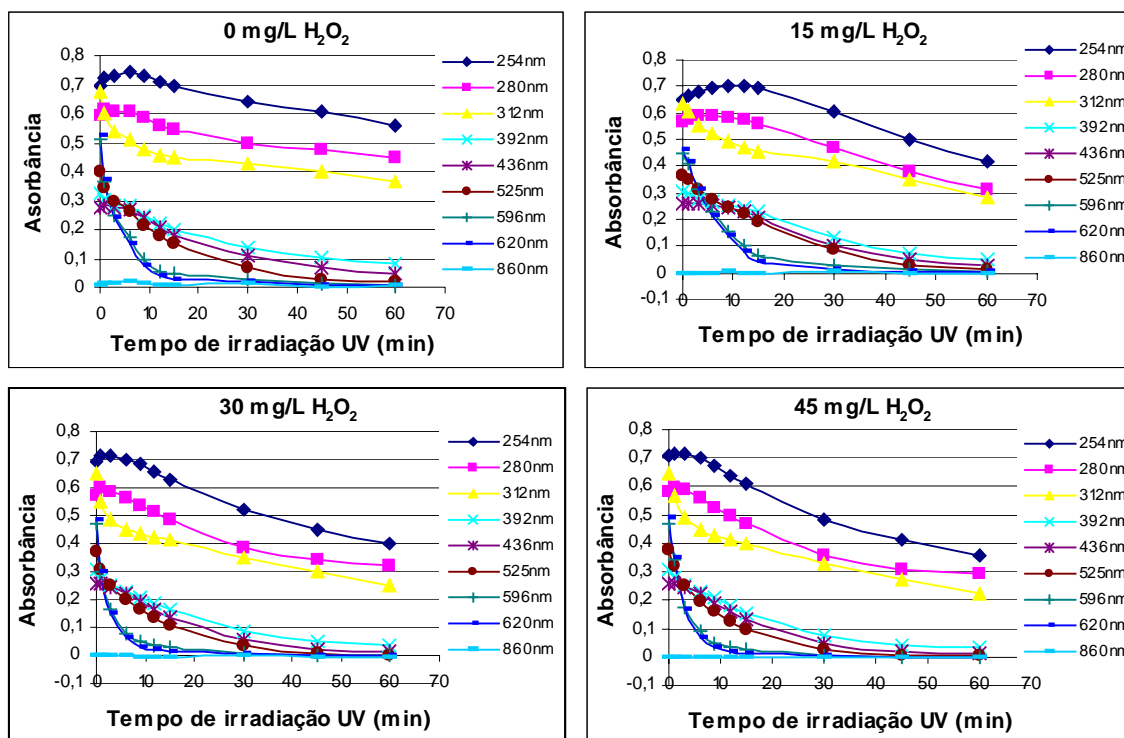 0 mg/L H₂O₂
Asorbância
0,8
0,7
0,6
0,5
0,4
0,3
0,2
0,1
0
0 10 20 30 40 50 60 70
Tempo de irradiação UV (min)
254nm
280nm
312nm
392nm
436nm
525nm
596nm
620nm
860nm
15 mg/L H₂O₂
Absorbância
0,8
0,7
0,6
0,5
0,4
0,3
0,2
0,1
0
-0,1
0 10 20 30 40 50 60 70
Tempo de irradiação UV (min)
254nm
280nm
312nm
392nm
436nm
525nm
596nm
620nm
860nm
30 mg/L H₂O₂
Absorbância
0,8
0,7
0,6
0,5
0,4
0,3
0,2
0,1
0
-0,1
0 10 20 30 40 50 60 70
Tempo de irradiação UV (min)
254nm
280nm
312nm
392nm
436nm
525nm
596nm
620nm
860nm
45 mg/L H₂O₂
Absorbância
0,8
0,7
0,6
0,5
0,4
0,3
0,2
0,1
0
-0,1
0 10 20 30 40 50 60 70
Tempo de irradiação UV (min)
254nm
280nm
312nm
392nm
436nm
525nm
596nm
620nm
860nm